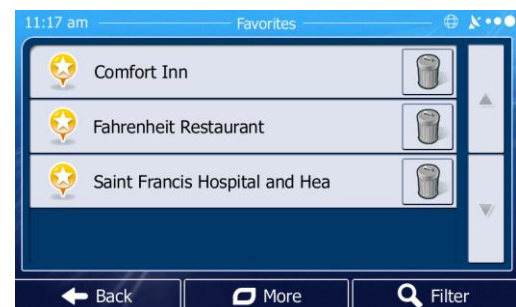 11:17 am Favorites
Comfort Inn
Fahrenheit Restaurant
Saint Francis Hospital and Hea
Back More Filter